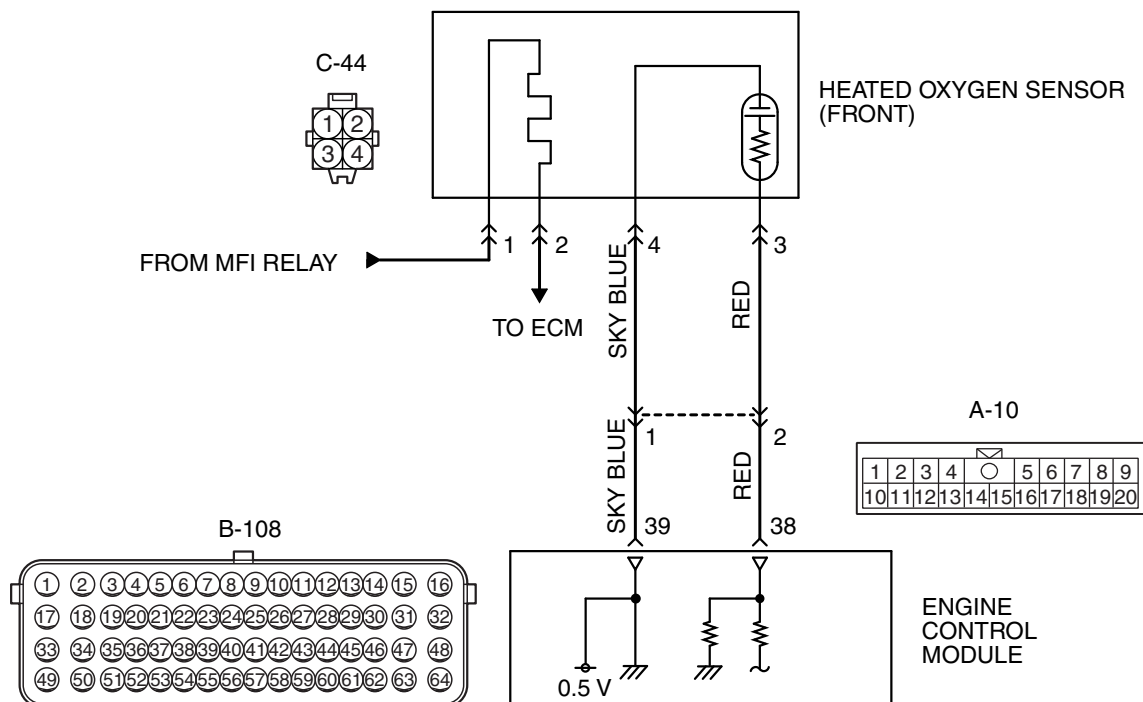 C-44
1 2
3 4
HEATED OXYGEN SENSOR
(FRONT)
1 2 4 3
FROM MFI RELAY
TO ECM
SKY BLUE
RED
1 2
SKY BLUE
RED
39 38
A-10
1 2 3 4 5 6 7 8 9
10 11 12 13 14 15 16 17 18 19 20
B-108
1 2 3 4 5 6 7 8 9 10 11 12 13 14 15 16
17 18 19 20 21 22 23 24 25 26 27 28 29 30 31 32
33 34 35 36 37 38 39 40 41 42 43 44 45 46 47 48
49 50 51 52 53 54 55 56 57 58 59 60 61 62 63 64
0.5 V
ENGINE
CONTROL
MODULE